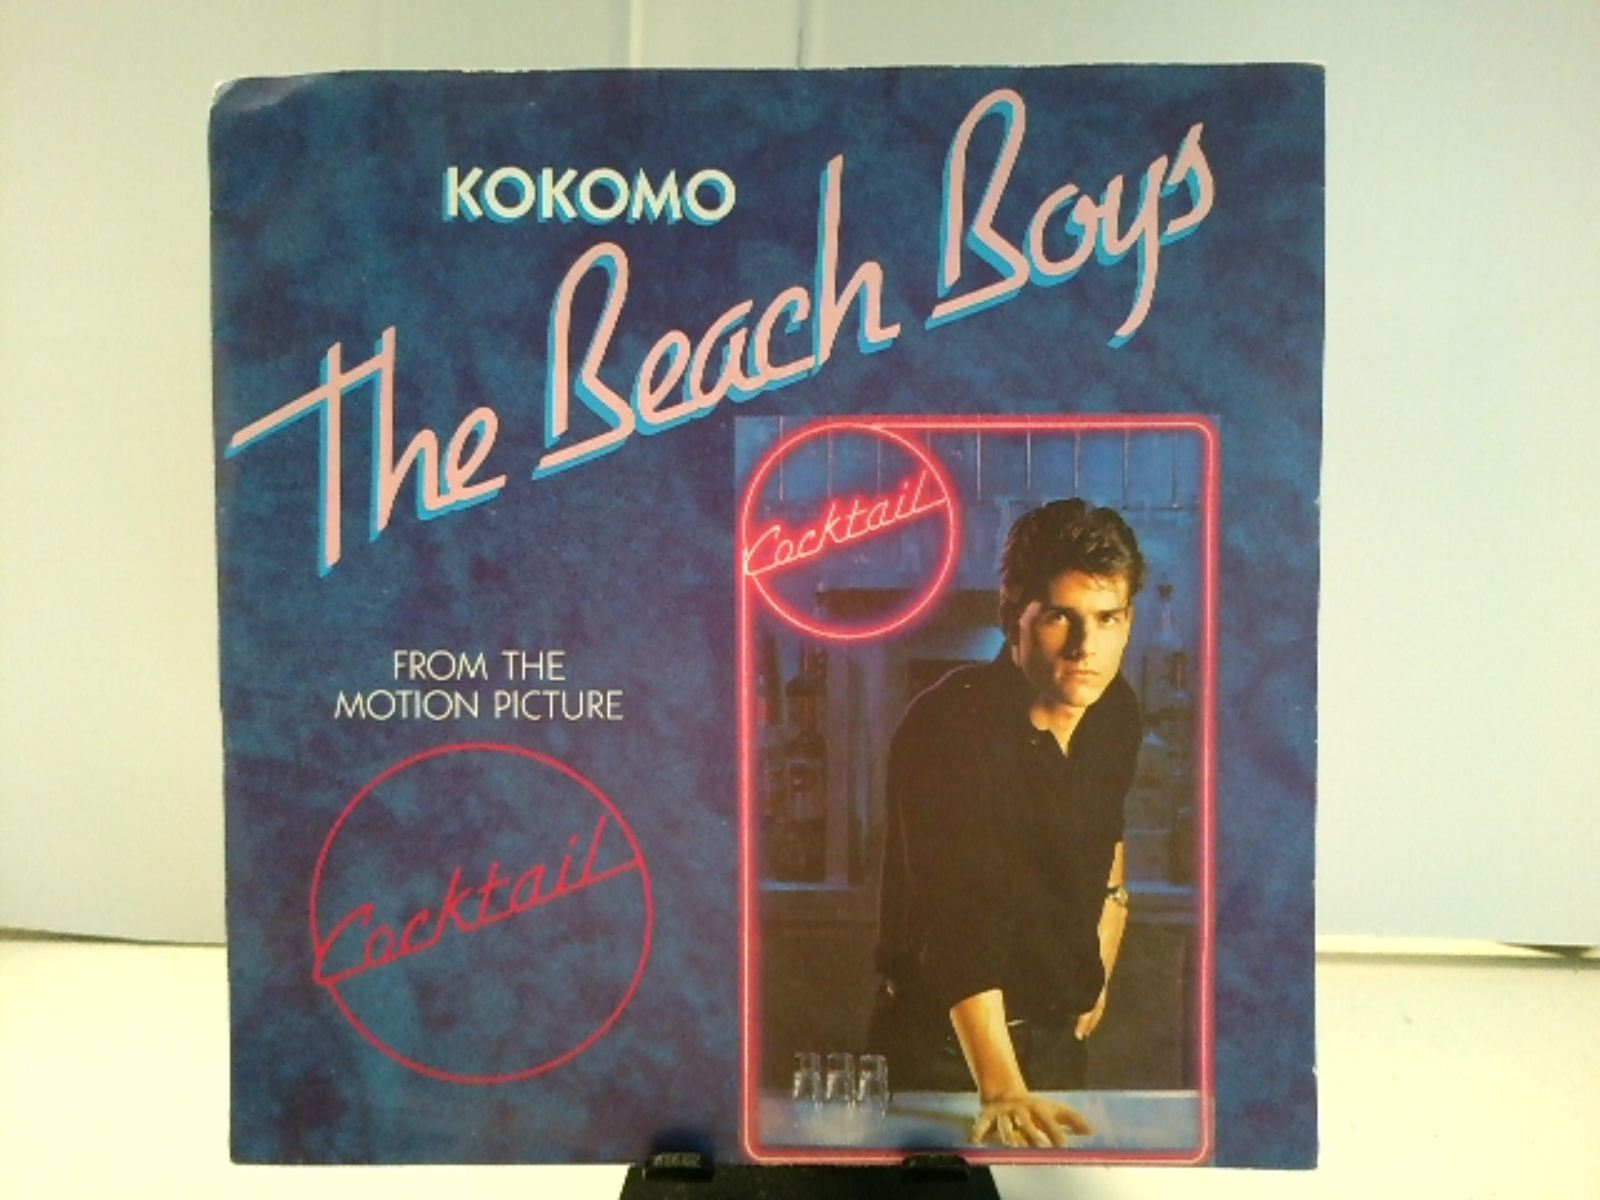 KOKOMO
The Beach Boys
Cocktail
FROM THE
MOTION PICTURE
Cocktail